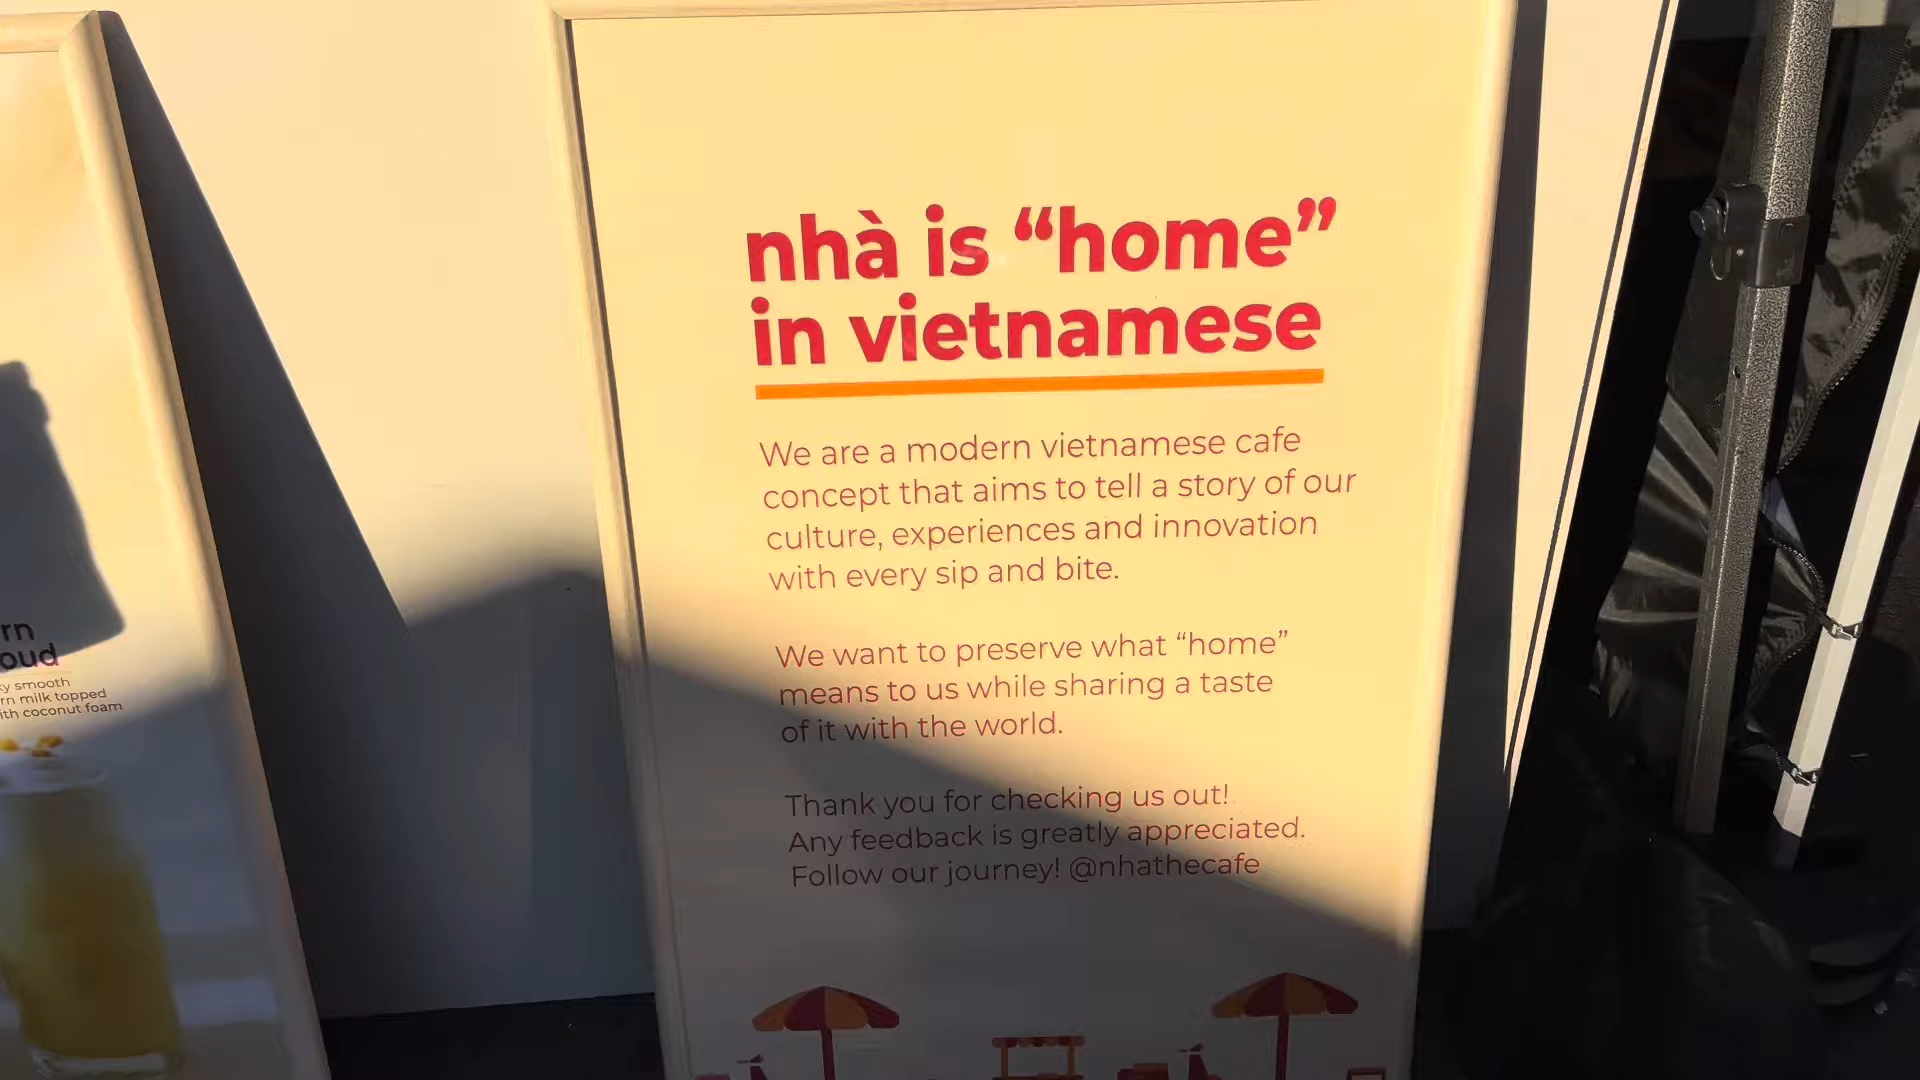 nhà is “home”
in vietnamese
We are a modern vietnamese cafe
concept that aims to tell a story of our
culture, experiences and innovation
with every sip and bite.
We want to preserve what “home”
means to us while sharing a taste
of it with the world.
Thank you for checking us out!
Any feedback is greatly appreciated.
Follow our journey! @nhathecafe
rn
oud
y smooth
rn milk topped
ith coconut foam